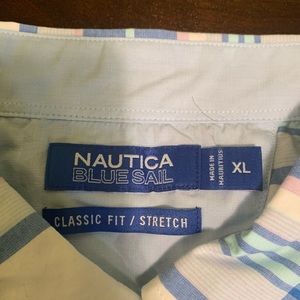 NAUTICA
BLUE SAIL
MADE IN
MAURITIUS
XL
CLASSIC FIT / STRETCH